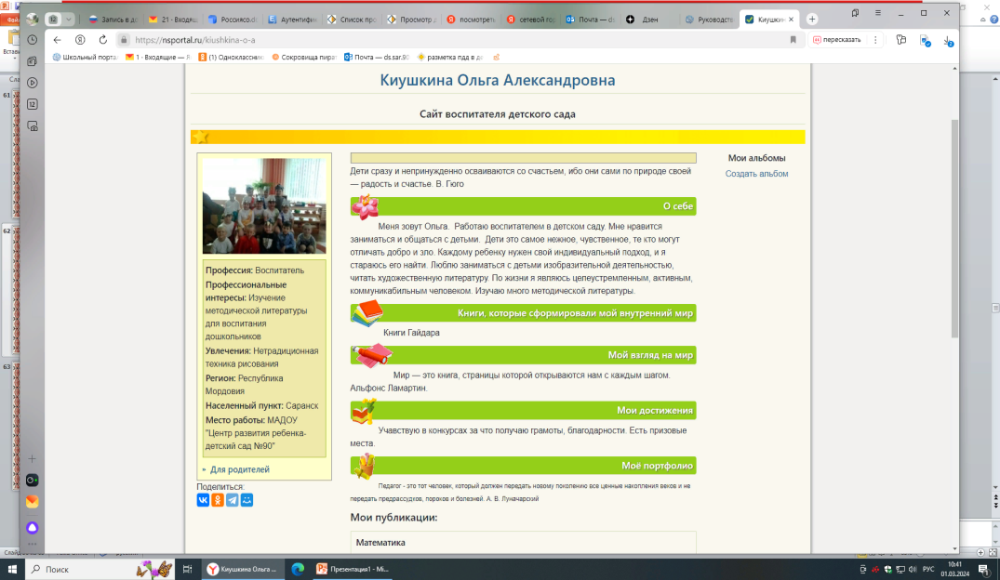 Запись в д
21 - Входящ
Россиясо.d
Аутентифи
Список пр
Просмотр д
посмотреть
сетевой гор
Почта — ds
Дзен
Руководств
Киушкин
https://nsportal.ru/kiushkina-o-a
пересказать
Школьный порта
1 · Входящие — Я
(1) Одноклассник
Сокровища пират
Почта — ds.sar.90
разметка пдд в д
Киушкина Ольга Александровна
Сайт воспитателя детского сада
Профессия: Воспитатель
Профессиональные
интересы: Изучение
методической литературы
для воспитания
дошкольников
Увлечения: Нетрадиционная
техника рисования
Регион: Республика
Мордовия
Населенный пункт: Саранск
Место работы: МАДОУ
"Центр развития ребенка-
детский сад №90"
» Для родителей
Поделиться:
Дети сразу и непринужденно осваиваются со счастьем, ибо они сами по природе своей
— радость и счастье. В. Гюго
О себе
Меня зовут Ольга. Работаю воспитателем в детском саду. Мне нравится
заниматься и общаться с детьми. Дети это самое нежное, чувственное, те кто могут
отличать добро и зло. Каждому ребенку нужен свой индивидуальный подход, и я
стараюсь его найти. Люблю заниматься с детьми изобразительной деятельностью,
читать художественную литературу. По жизни я являюсь целеустремленным, активным,
коммуникабильным человеком. Изучаю много методической литературы.
Книги, которые сформировали мой внутренний мир
Книги Гайдара
Мой взгляд на мир
Мир — это книга, страницы которой открываются нам с каждым шагом.
Альфонс Ламартин.
Мои достижения
Учавствую в конкурсах за что получаю грамоты, благодарности. Есть призовые
места.
Моё портфолио
Педагог - это тот человек, который должен передать новому поколению все ценные накопления веков и не
передать предрассудков, пороков и болезней. А. В. Луначарский
Мои публикации:
Математика
Мои альбомы
Создать альбом
61
62
63
Поиск
Киушкина Ольга ...
Презентация1 - Mi...
РУС
10:41
01.03.2024